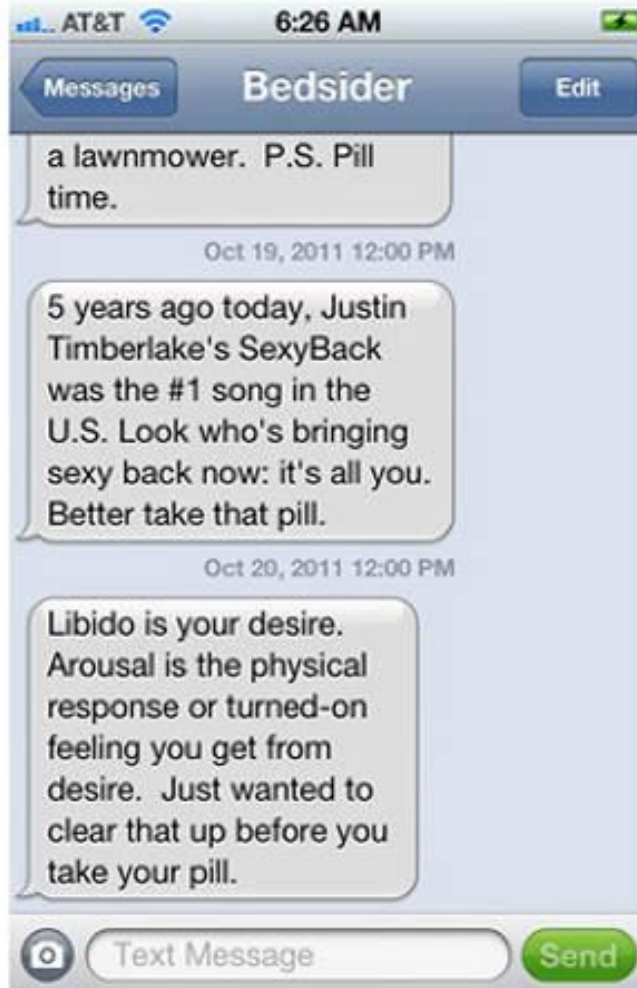 AT&T 6:26 AM
Messages Bedsider Edit
a lawnmower. P.S. Pill
time.
Oct 19, 2011 12:00 PM
5 years ago today, Justin
Timberlake's SexyBack
was the #1 song in the
U.S. Look who's bringing
sexy back now: it's all you.
Better take that pill.
Oct 20, 2011 12:00 PM
Libido is your desire.
Arousal is the physical
response or turned-on
feeling you get from
desire. Just wanted to
clear that up before you
take your pill.
Text Message Send